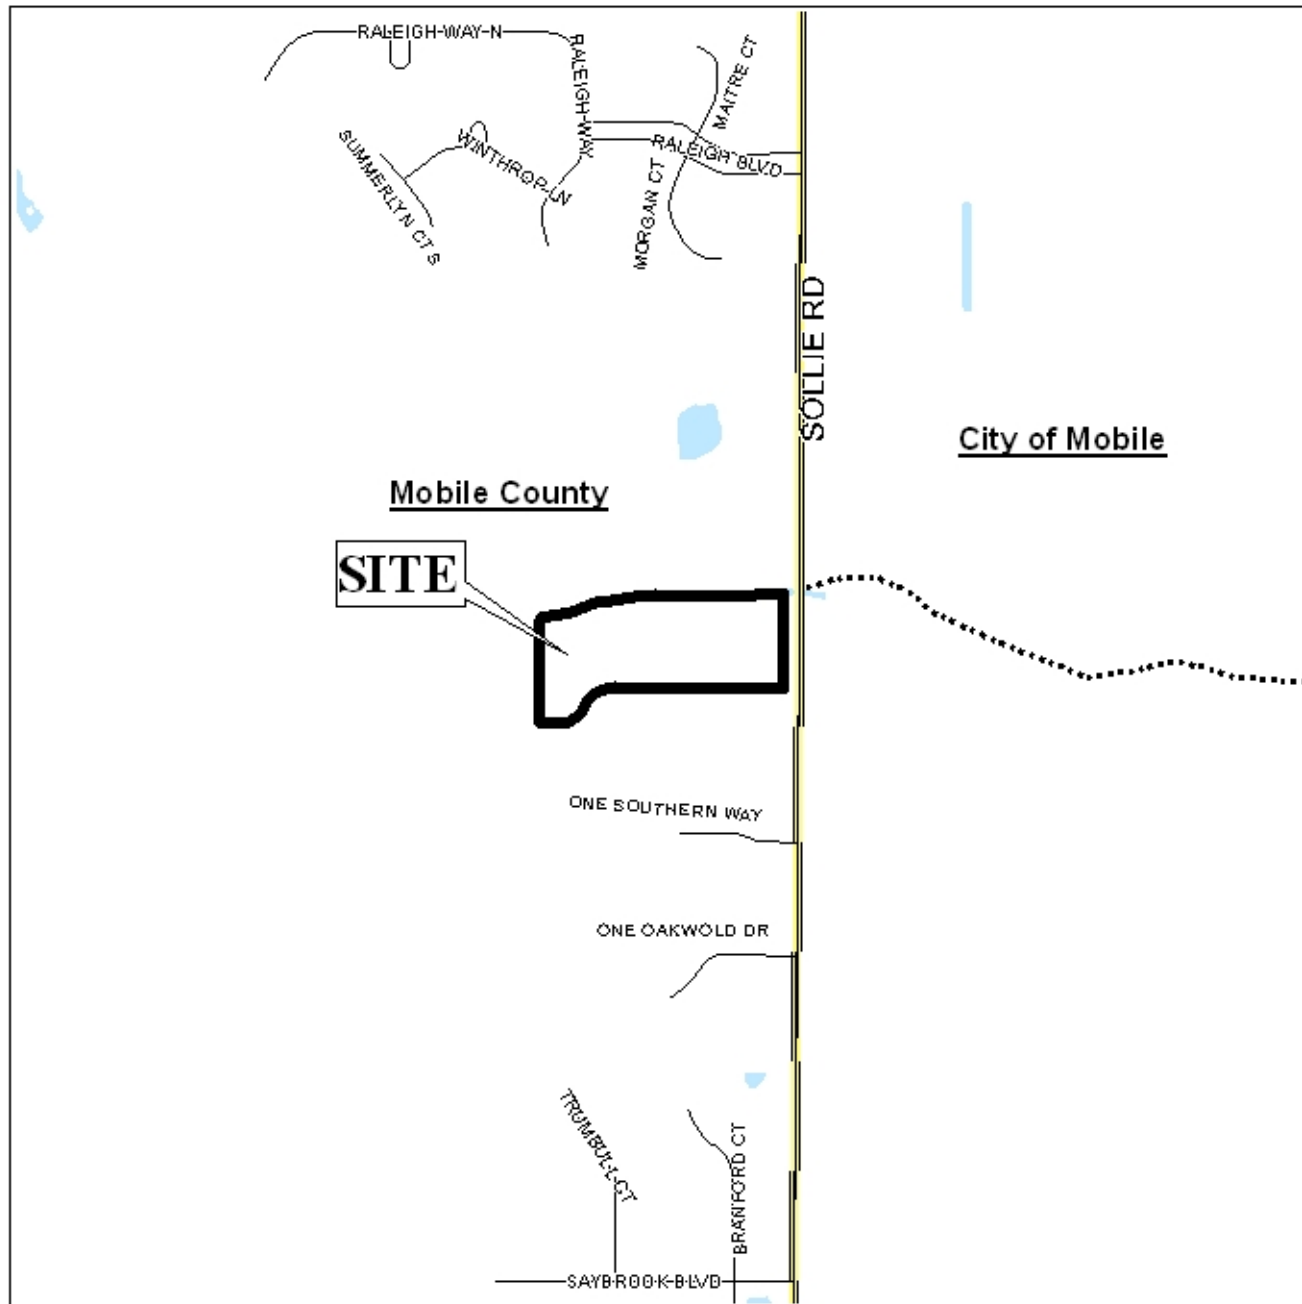 RALEIGH WAY N
RALEIGH WAY
MAITRE CT
SUMMERLYN CT S
WINTHROP LN
RALEIGH BLVD
MORGAN CT
SOLLIE RD
City of Mobile
Mobile County
SITE
ONE SOUTHERN WAY
ONE OAKWOLD DR
TRUMBULL CT
BRANFORD CT
SAYBROOK BLVD